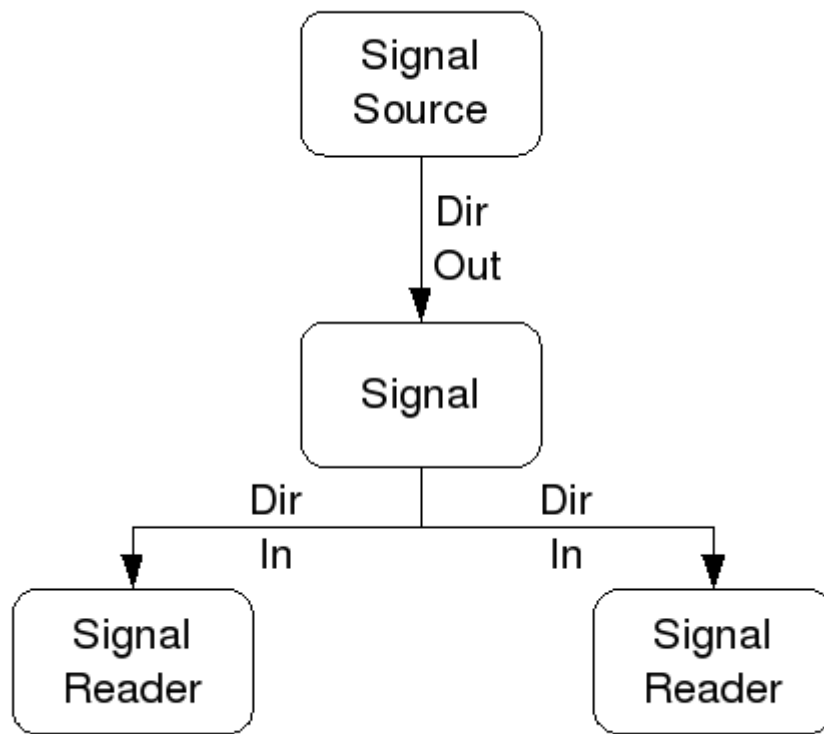 Signal
Source
Dir
Out
Signal
Dir
In
Dir
In
Signal
Reader
Signal
Reader